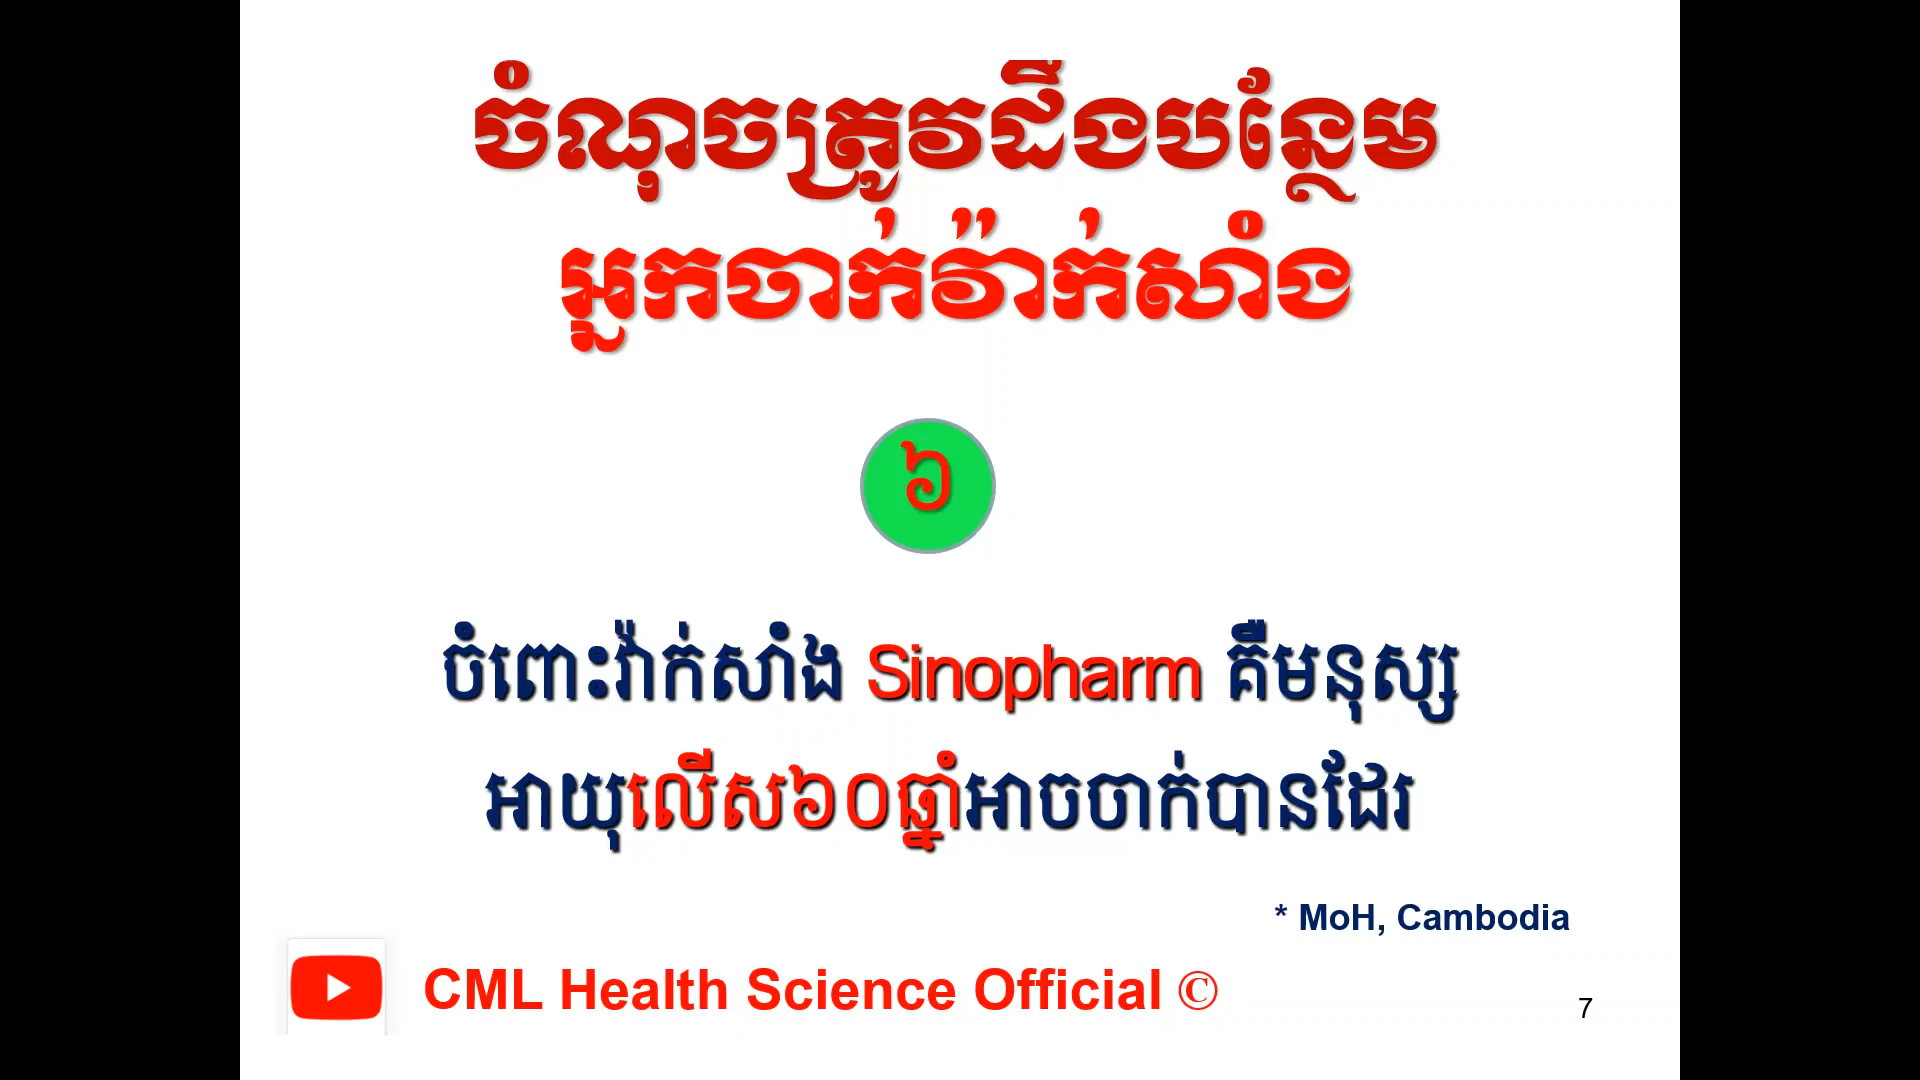 ចំណុចត្រូវដឹងបន្ថែម
អ្នកចាក់វ៉ាក់សាំង
៦
ចំពោះវ៉ាក់សាំង Sinopharm គឺមនុស្ស
អាយុលើស៦០ឆ្នាំអាចចាក់បានដែរ
* MoH, Cambodia
CML Health Science Official ©
7